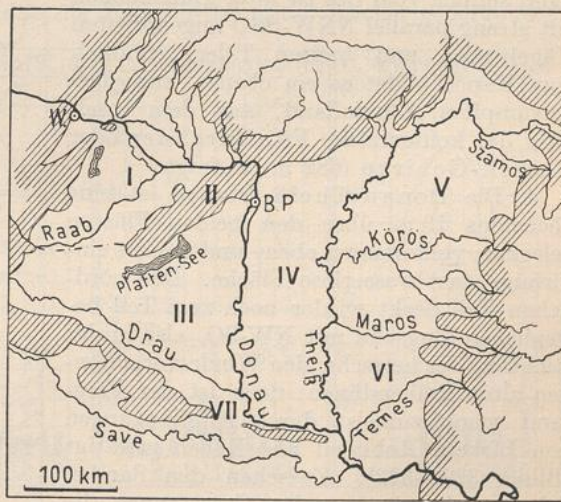 W.
I
II
V
Szamos
Raab
B.P
Platten-See
Körös
III
IV
Drau
Donau
Theiß
Maros
VI
Temes
VII
Save
100 km